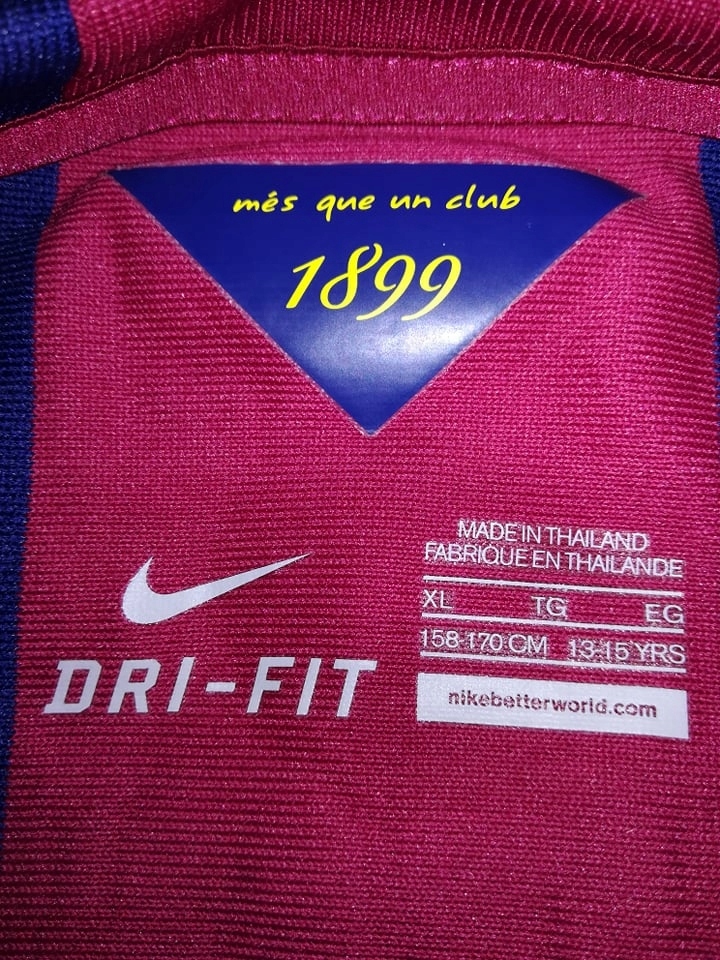 més que un club
1899
MADE IN THAILAND
FABRIQUE EN THAILANDE
XL TG EG
158-170 CM 13-15 YRS
DRI-FIT
nikebetterworld.com